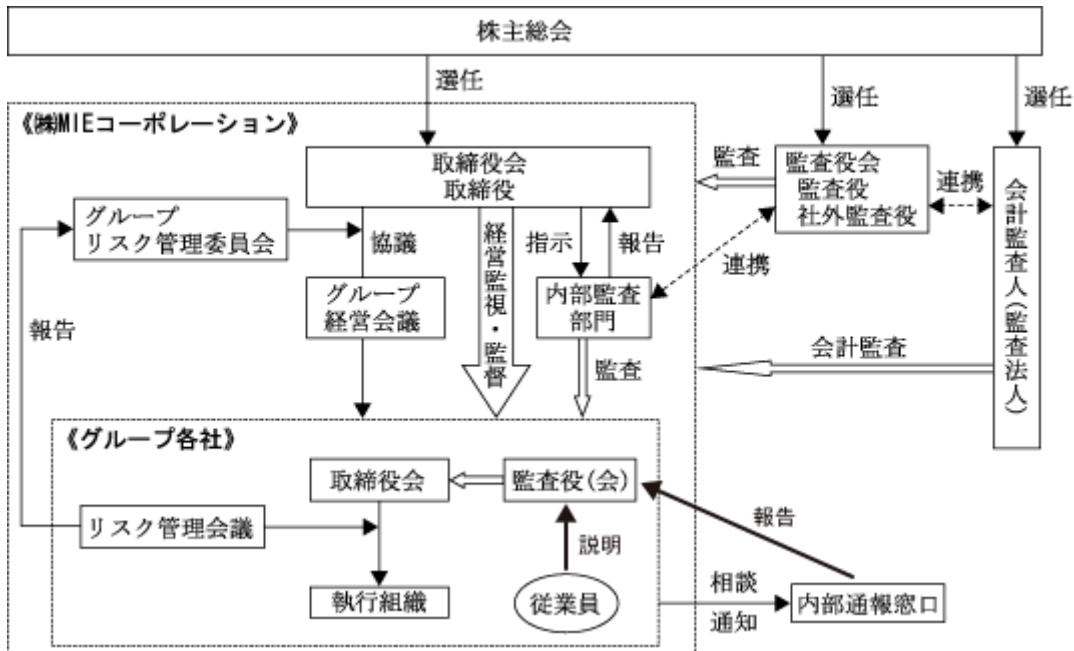 株主総会
選任
選任
選任
《㈱MIEコーポレーション》
取締役会
取締役
監査
監査役会
監査役
社外監査役
連携
会計監査人(監査法人)
グループ
リスク管理委員会
協議
経営監視・監督
指示
報告
連携
グループ
経営会議
内部監査
部門
報告
会計監査
監査
《グループ各社》
取締役会
監査役(会)
リスク管理会議
報告
説明
執行組織
従業員
相談
通知
内部通報窓口